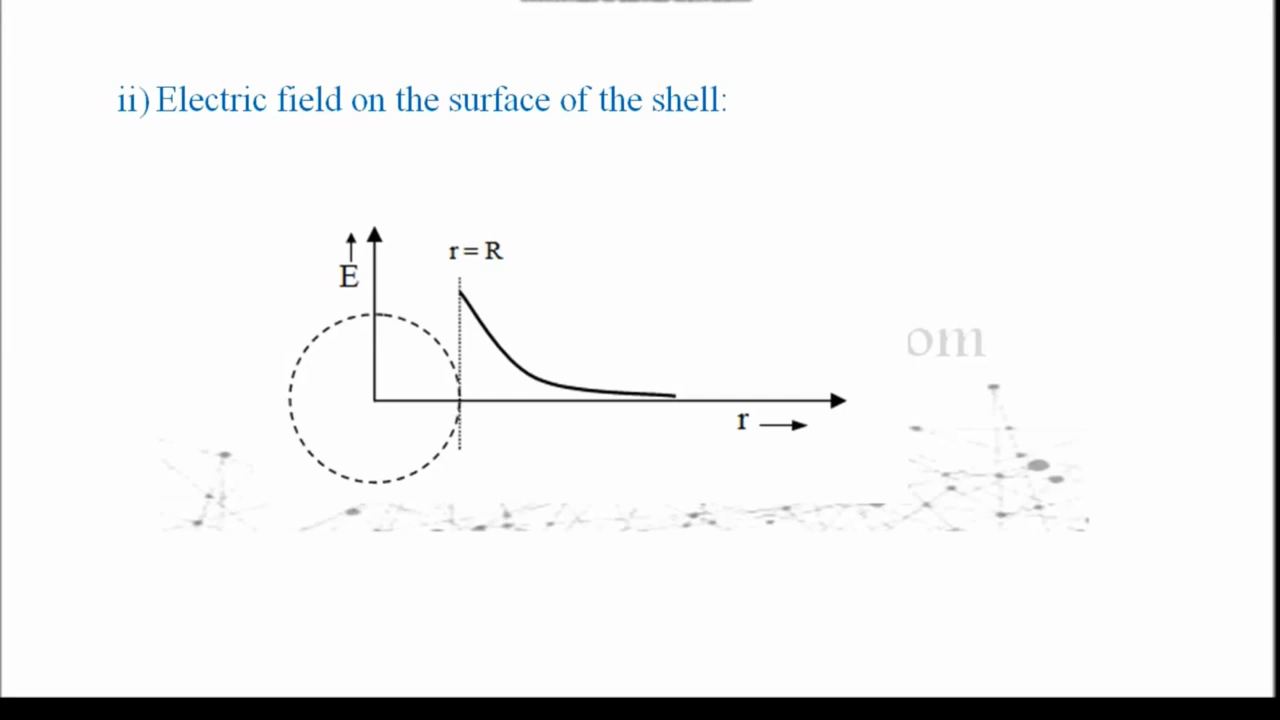 ii) Electric field on the surface of the shell:
r = R
E
om
r